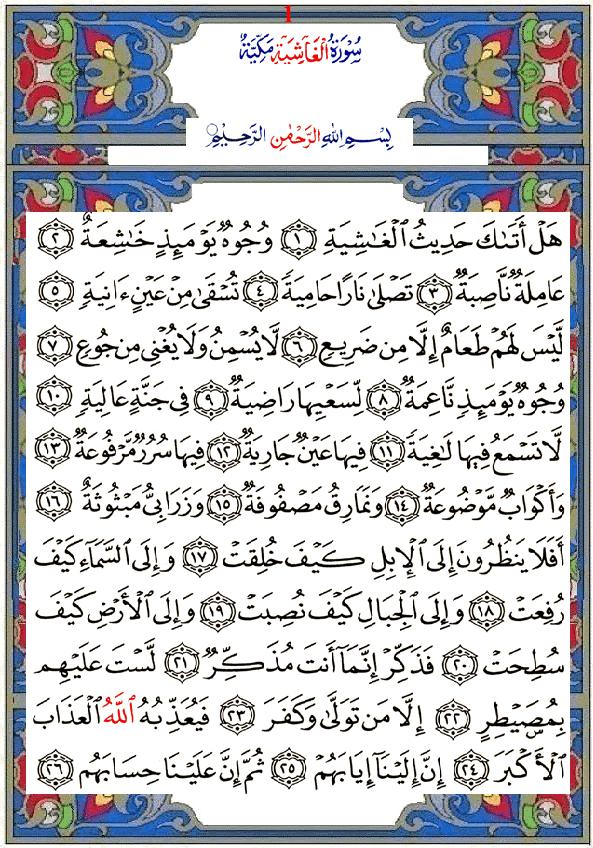 1
سُورَةُ الْغَاشِيَةِ مَكِّيَّةٌ
بِسْمِ اللهِ الرَّحْمٰنِ الرَّحِيمِ
هَلْ أَتَىٰكَ حَدِيثُ ٱلْغَٰشِيَةِ ١ وُجُوهٌ يَوْمَئِذٍ خَٰشِعَةٌ ٢
عَامِلَةٌ نَّاصِبَةٌ ٣ تَصْلَىٰ نَارًا حَامِيَةً ٤ تُسْقَىٰ مِنْ عَيْنٍ ءَانِيَةٍ ٥
لَّيْسَ لَهُمْ طَعَامٌ إِلَّا مِن ضَرِيعٍ ٦ لَّا يُسْمِنُ وَلَا يُغْنِى مِن جُوعٍ ٧
وُجُوهٌ يَوْمَئِذٍ نَّاعِمَةٌ ٨ لِّسَعْيِهَا رَاضِيَةٌ ٩ فِى جَنَّةٍ عَالِيَةٍ ١٠
لَّا تَسْمَعُ فِيهَا لَٰغِيَةً ١١ فِيهَا عَيْنٌ جَارِيَةٌ ١٢ فِيهَا سُرُرٌ مَّرْفُوعَةٌ ١٣
وَأَكْوَابٌ مَّوْضُوعَةٌ ١٤ وَنَمَارِقُ مَصْفُوفَةٌ ١٥ وَزَرَابِىُّ مَبْثُوثَةٌ ١٦
أَفَلَا يَنظُرُونَ إِلَى ٱلْإِبِلِ كَيْفَ خُلِقَتْ ١٧ وَإِلَى ٱلسَّمَآءِ كَيْفَ
رُفِعَتْ ١٨ وَإِلَى ٱلْجِبَالِ كَيْفَ نُصِبَتْ ١٩ وَإِلَى ٱلْأَرْضِ كَيْفَ
سُطِحَتْ ٢٠ فَذَكِّرْ إِنَّمَآ أَنتَ مُذَكِّرٌ ٢١ لَّسْتَ عَلَيْهِم
بِمُصَۜيْطِرٍ ٢٢ إِلَّا مَن تَوَلَّىٰ وَكَفَرَ ٢٣ فَيُعَذِّبُهُ ٱللَّهُ ٱلْعَذَابَ
ٱلْأَكْبَرَ ٢٤ إِنَّ إِلَيْنَآ إِيَابَهُمْ ٢٥ ثُمَّ إِنَّ عَلَيْنَا حِسَابَهُم ٢٦